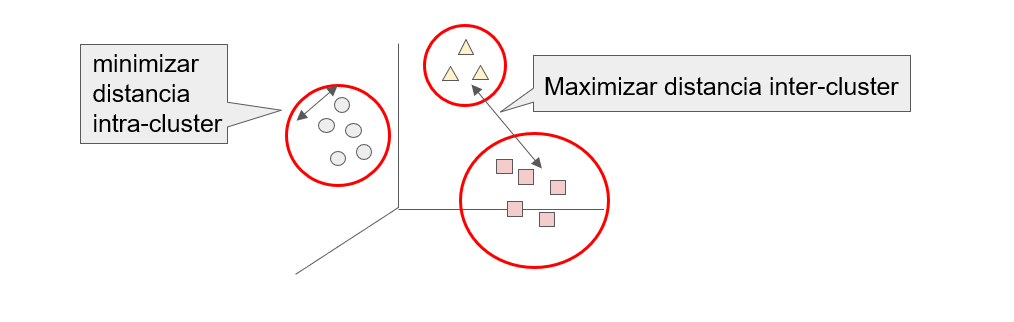 minimizar
distancia
intra-cluster
Maximizar distancia inter-cluster